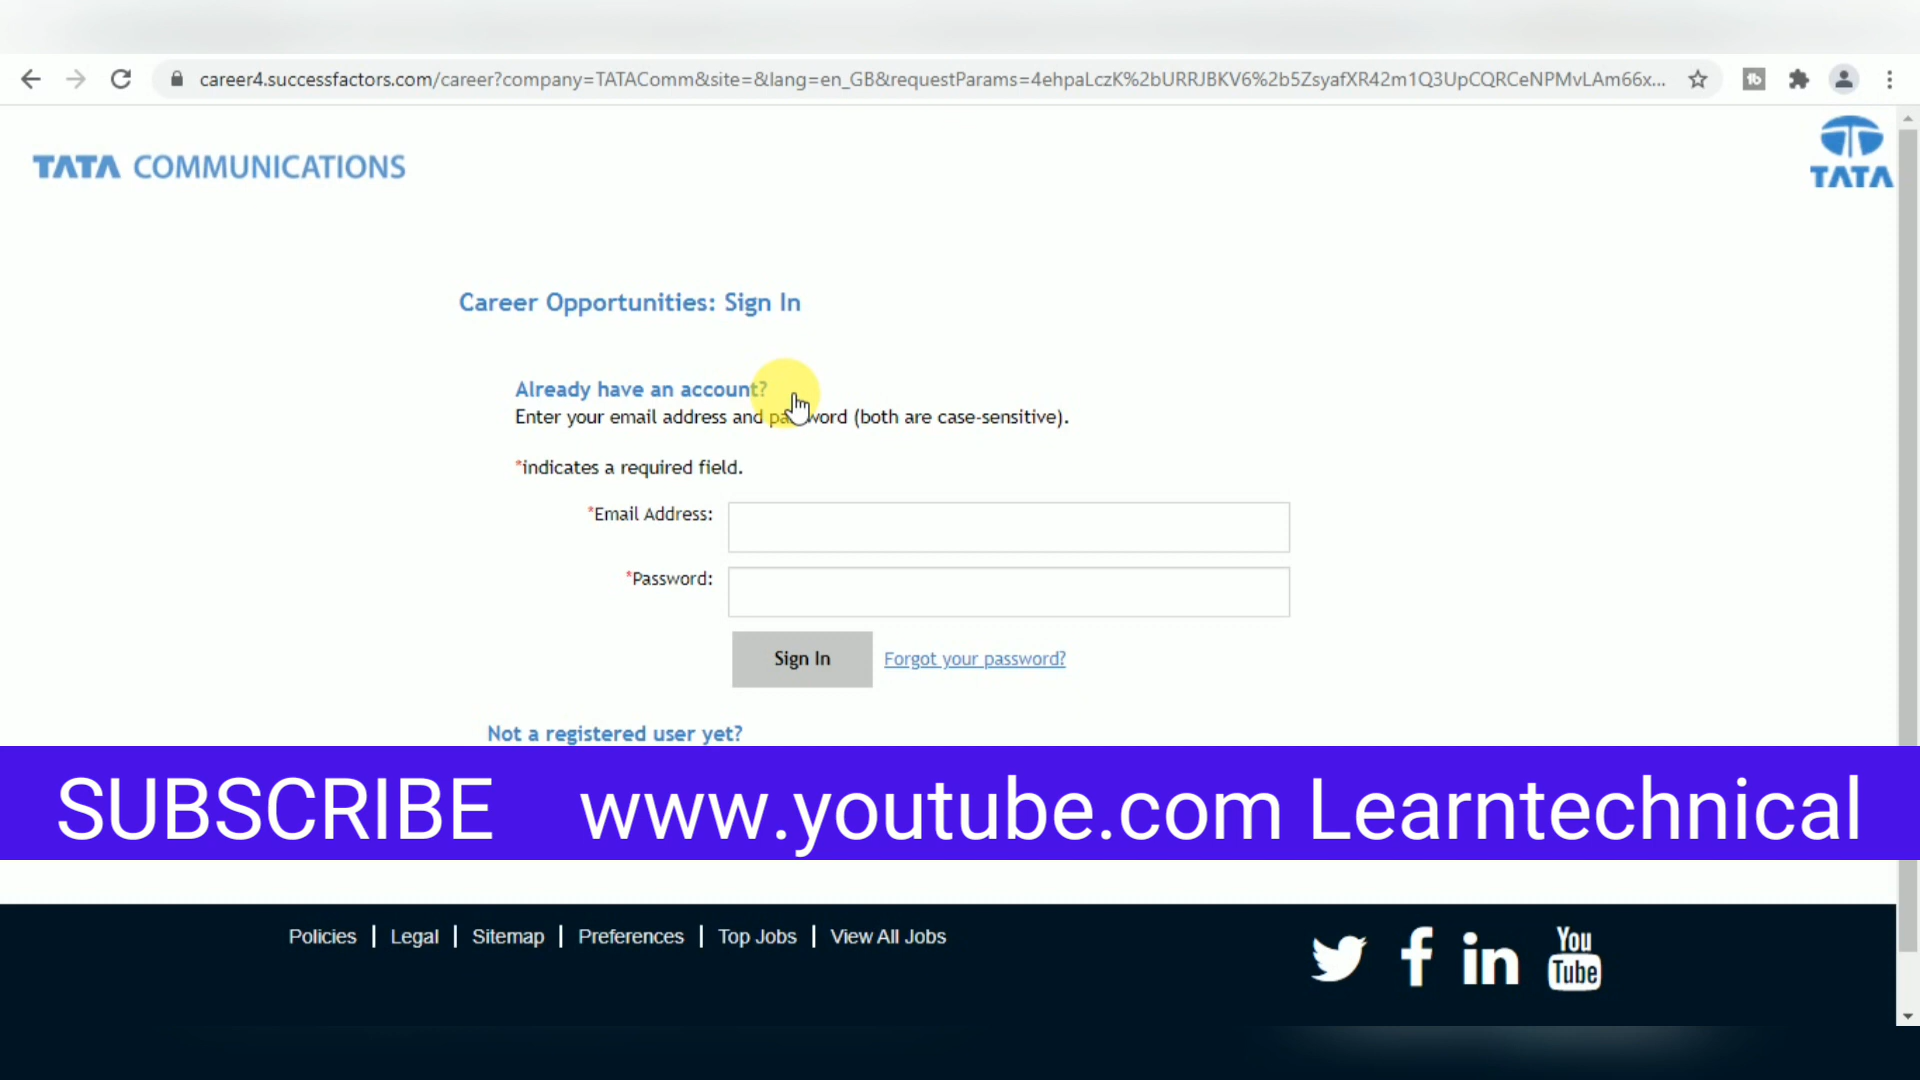 career4.successfactors.com/career?company=TATAComm&site=&lang=en_GB&requestParams=4ehpaLczK%2bURRJBKV6%2b5ZsyafXR42m1Q3UpCQRCeNPMvLAm66x...
TATA COMMUNICATIONS
TATA
Career Opportunities: Sign In
Already have an account?
Enter your email address and password (both are case-sensitive).
*indicates a required field.
*Email Address:
*Password:
Sign In Forgot your password?
Not a registered user yet?
SUBSCRIBE www.youtube.com Learntechnical
Policies | Legal | Sitemap | Preferences | Top Jobs | View All Jobs
You
Tube